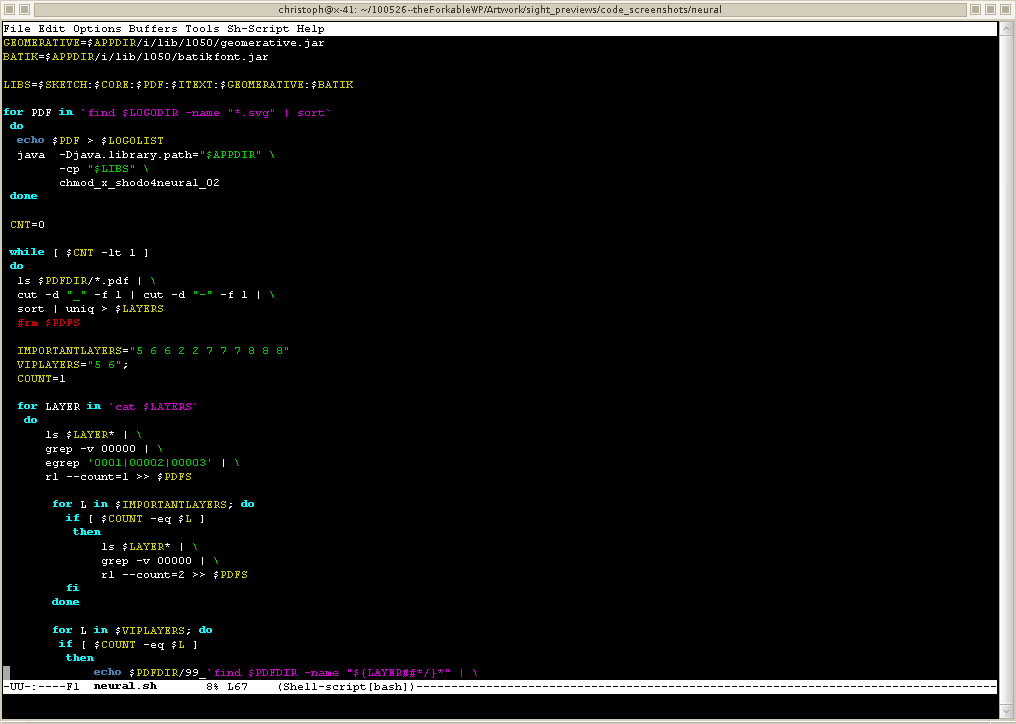 christoph@x-41: ~/100526--theForkableWP/Artwork/sight_previews/code_screenshots/neural
File Edit Options Buffers Tools Sh-Script Help
GEOMERATIVE=$APPDIR/i/lib/1050/geomerative.jar
BATIK=$APPDIR/i/lib/1050/batikfont.jar
LIBS=$SKETCH:$CORE:$PDF:$ITEXT:$GEOMERATIVE:$BATIK
for PDF in `find $LOGODIR -name "*.svg" | sort`
do
echo $PDF > $LOGOLIST
java  -Djava.library.path="$APPDIR" \
-cp "$LIBS" \
chmod_x_shodo4neural_02
done
CNT=0
while [ $CNT -lt 1 ]
do
ls $PDFDIR/*.pdf | \
cut -d "_" -f 1 | cut -d "-" -f 1 | \
sort | uniq > $LAYERS
#rm $PDFS
IMPORTANTLAYERS="5 6 6 2 2 7 7 7 8 8 8"
VIPLAYERS="5 6";
COUNT=1
for LAYER in `cat $LAYERS`
do
ls $LAYER* | \
grep -v 00000 | \
egrep '0001|00002|00003' | \
rl --count=1 >> $PDFS
for L in $IMPORTANTLAYERS; do
if [ $COUNT -eq $L ]
then
ls $LAYER* | \
grep -v 00000 | \
rl --count=2 >> $PDFS
fi
done
for L in $VIPLAYERS; do
if [ $COUNT -eq $L ]
then
echo $PDFDIR/99_`find $PDFDIR -name "${LAYER##*/}*" | \
-UU-:----F1  neural.sh       8% L67    (Shell-script[bash])----------------------------------------------------------------------------------